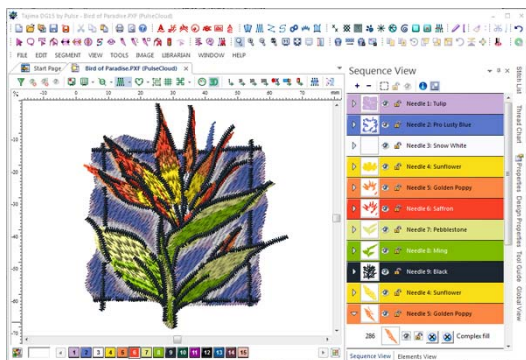 Tajima DG15 by Pulse - Bird of Paradise.PXF (PulseCloud)
FILE EDIT SEGMENT VIEW TOOLS IMAGE LIBRARIAN WINDOW HELP
Start Page
Bird of Paradise.PXF (PulseCloud)
Sequence View
Needle 1: Tulip
Needle 2: Pro Lusty Blue
Needle 3: Snow White
Needle 4: Sunflower
Needle 5: Golden Poppy
Needle 6: Saffron
Needle 7: Pebblestone
Needle 8: Ming
Needle 9: Black
Needle 4: Sunflower
Needle 5: Golden Poppy
286 Complex fill
Sequence View Elements View
Stitch List
Thread Chart
Properties
Design Properties
Tool Guide
Global View
1 2 3 4 5 6 7 8 9 10 11 12 13 14 15